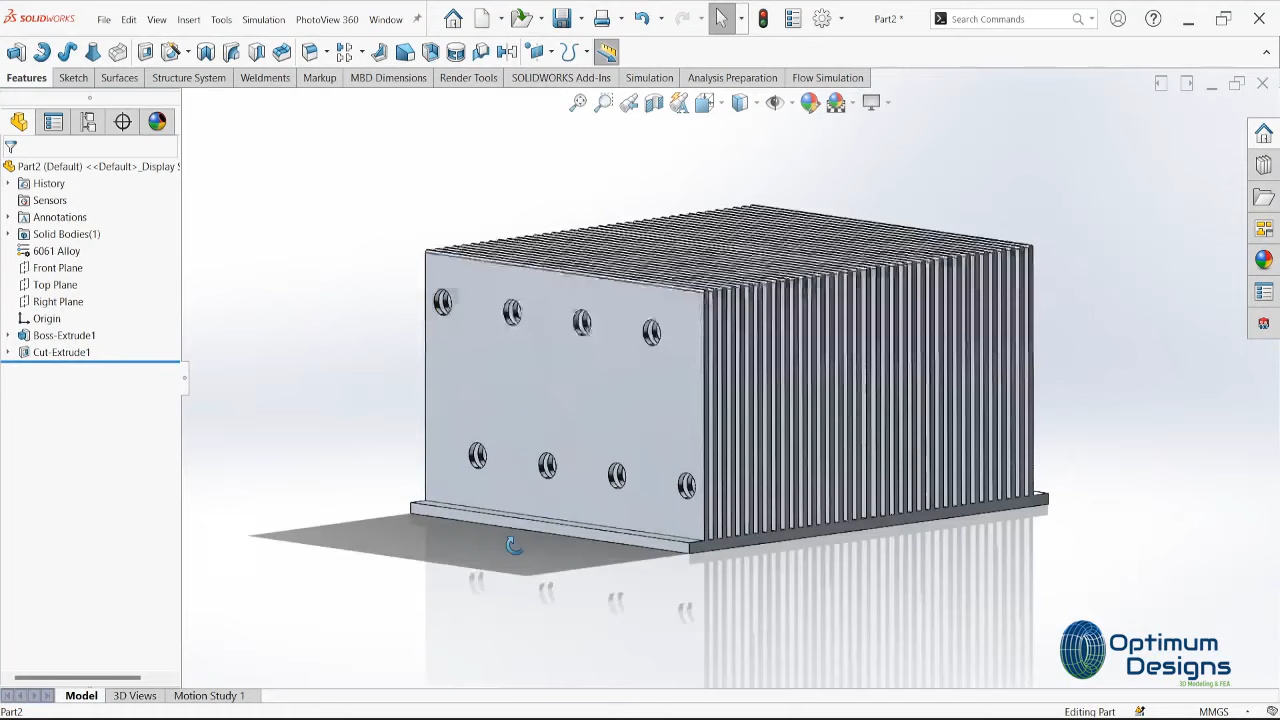 SOLIDWORKS File Edit View Insert Tools Simulation PhotoView 360 Window Part2 * Search Commands
Features Sketch Surfaces Structure System Weldments Markup MBD Dimensions Render Tools SOLIDWORKS Add-Ins Simulation Analysis Preparation Flow Simulation
Part2 (Default) <<Default>_Display S
History
Sensors
Annotations
Solid Bodies(1)
6061 Alloy
Front Plane
Top Plane
Right Plane
Origin
Boss-Extrude1
Cut-Extrude1
Optimum
Designs
3D Modeling & FEA
Model 3D Views Motion Study 1
Part2 Editing Part MMGS